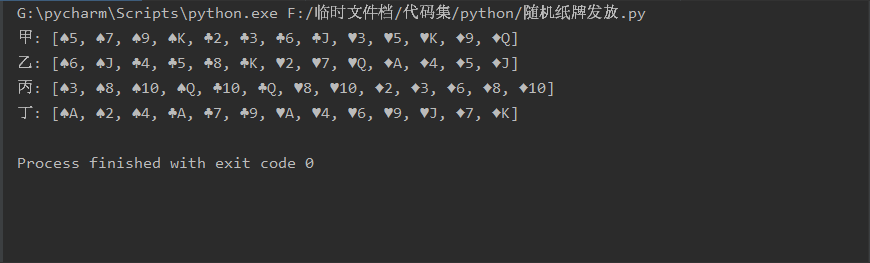 G:\pycharm\Scripts\python.exe F:/临时文件档/代码集/python/随机纸牌发放.py
甲: [♠5, ♠7, ♠9, ♠K, ♣2, ♣3, ♣6, ♣J, ♥3, ♥5, ♥K, ♦9, ♦Q]
乙: [♠6, ♠J, ♣4, ♣5, ♣8, ♣K, ♥2, ♥7, ♥Q, ♦A, ♦4, ♦5, ♦J]
丙: [♠3, ♠8, ♠10, ♠Q, ♣10, ♣Q, ♥8, ♥10, ♦2, ♦3, ♦6, ♦8, ♦10]
丁: [♠A, ♠2, ♠4, ♣A, ♣7, ♣9, ♥A, ♥4, ♥6, ♥9, ♥J, ♦7, ♦K]
Process finished with exit code 0